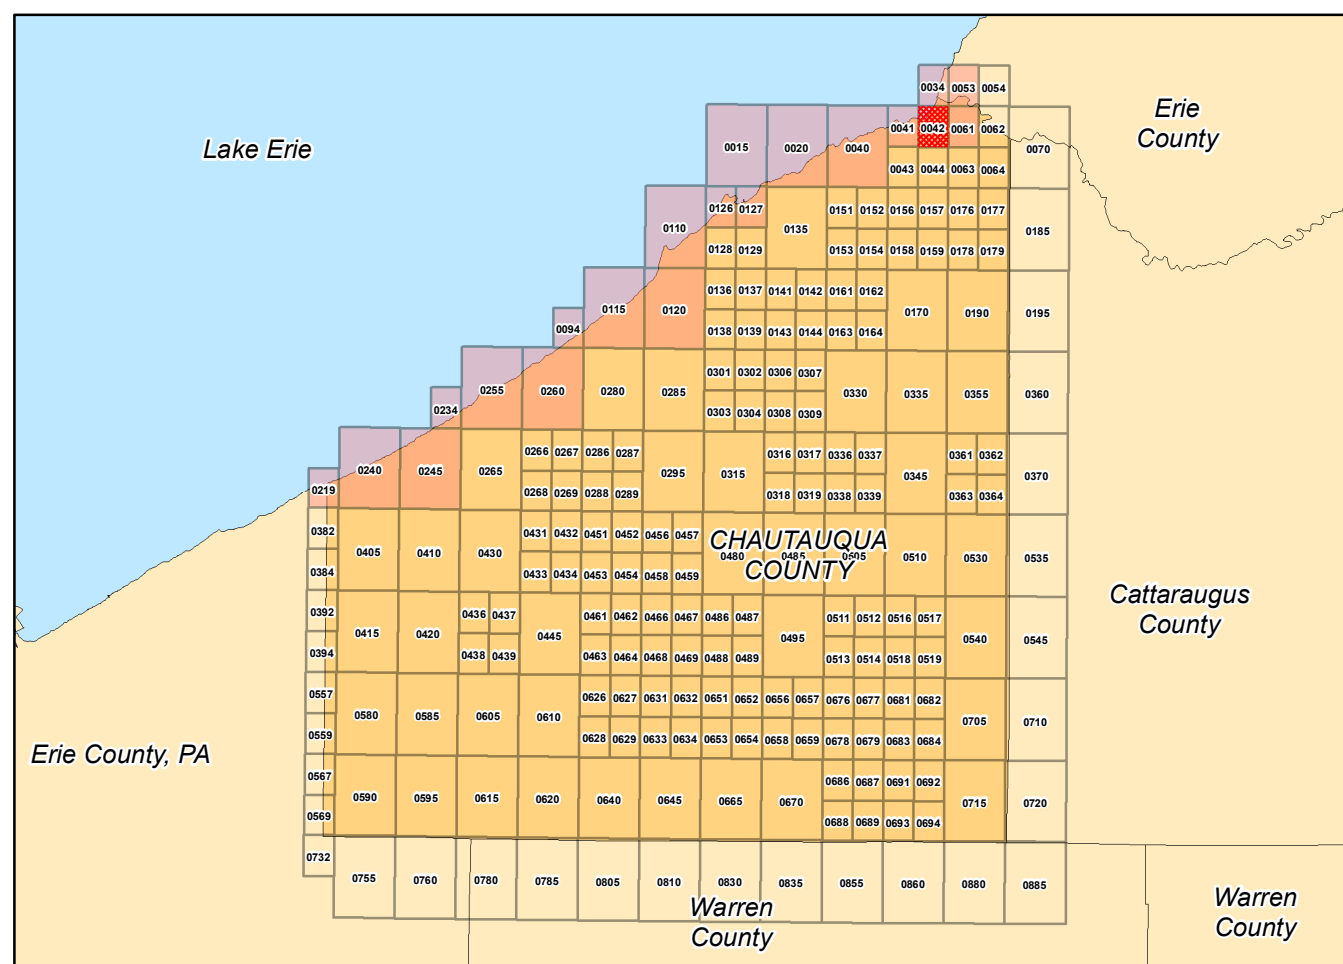 0034 0053 0054
Erie
County
0041 0042 0061 0062
Lake Erie
0015 0020 0040 0070
0043 0044 0063 0064
0126 0127 0151 0152 0156 0157 0176 0177
0110 0135 0185
0128 0129 0153 0154 0158 0159 0178 0179
0136 0137 0141 0142 0161 0162
0115 0120 0170 0190 0195
0094 0138 0139 0143 0144 0163 0164
0301 0302 0306 0307
0255 0260 0280 0285 0330 0335 0355 0360
0234 0303 0304 0308 0309
0266 0267 0286 0287 0316 0317 0336 0337 0361 0362
0240 0245 0265 0295 0315 0345 0370
0219 0268 0269 0288 0289 0318 0319 0338 0339 0363 0364
0382 0431 0432 0451 0452 0456 0457
CHAUTAUQUA
COUNTY
0405 0410 0430 0480 0485 0505 0510 0530 0535
0384 0433 0434 0453 0454 0458 0459
Cattaraugus
County
0392 0436 0437 0461 0462 0466 0467 0486 0487 0511 0512 0516 0517
0415 0420 0445 0495 0540 0545
0394 0438 0439 0463 0464 0468 0469 0488 0489 0513 0514 0518 0519
0557 0626 0627 0631 0632 0651 0652 0656 0657 0676 0677 0681 0682
0580 0585 0605 0610 0705 0710
0559 0628 0629 0633 0634 0653 0654 0658 0659 0678 0679 0683 0684
Erie County, PA
0567 0686 0687 0691 0692
0590 0595 0615 0620 0640 0645 0665 0670 0715 0720
0569 0688 0689 0693 0694
0732
0755 0760 0780 0785 0805 0810 0830 0835 0855 0860 0880 0885
Warren
County
Warren
County